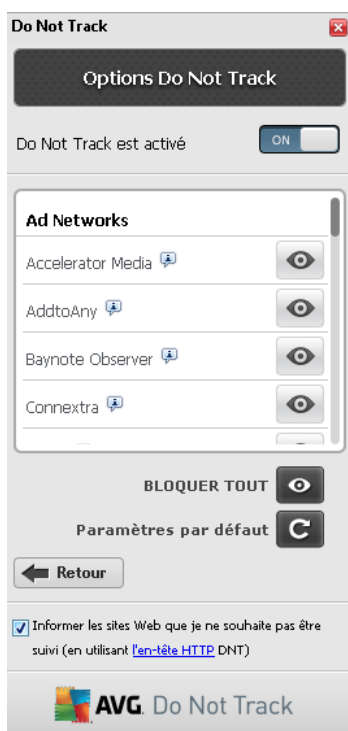 Do Not Track
Options Do Not Track
Do Not Track est activé
ON
Ad Networks
Accelerator Media
AddtoAny
Baynote Observer
Connextra
BLOQUER TOUT
Paramètres par défaut
Retour
Informer les sites Web que je ne souhaite pas être
suivi (en utilisant l'en-tête HTTP DNT)
AVG. Do Not Track